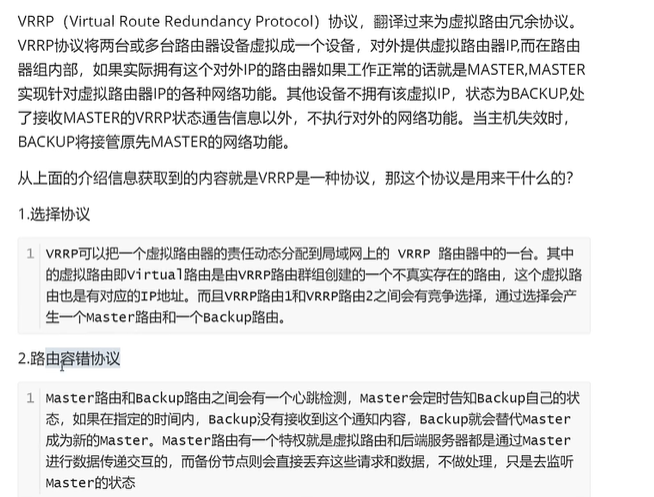 VRRP（Virtual Route Redundancy Protocol）协议，翻译过来为虚拟路由冗余协议。
VRRP协议将两台或多台路由器设备虚拟成一个设备，对外提供虚拟路由器IP,而在路由
器组内部，如果实际拥有这个对外IP的路由器如果工作正常的话就是MASTER,MASTER
实现针对虚拟路由器IP的各种网络功能。其他设备不拥有该虚拟IP，状态为BACKUP,处
了接收MASTER的VRRP状态通告信息以外，不执行对外的网络功能。当主机失效时，
BACKUP将接管原先MASTER的网络功能。
从上面的介绍信息获取到的内容就是VRRP是一种协议，那这个协议是用来干什么的？
1.选择协议
1 VRRP可以把一个虚拟路由器的责任动态分配到局域网上的 VRRP 路由器中的一台。其中
的虚拟路由即Virtual路由是由VRRP路由群组创建的一个不真实存在的路由，这个虚拟路
由也是有对应的IP地址。而且VRRP路由1和VRRP路由2之间会有竞争选择，通过选择会产
生一个Master路由和一个Backup路由。
2.路由容错协议
1 Master路由和Backup路由之间会有一个心跳检测，Master会定时告知Backup自己的状
态，如果在指定的时间内，Backup没有接收到这个通知内容，Backup就会替代Master
成为新的Master。Master路由有一个特权就是虚拟路由和后端服务器都是通过Master
进行数据传递交互的，而备份节点则会直接丢弃这些请求和数据，不做处理，只是去监听
Master的状态